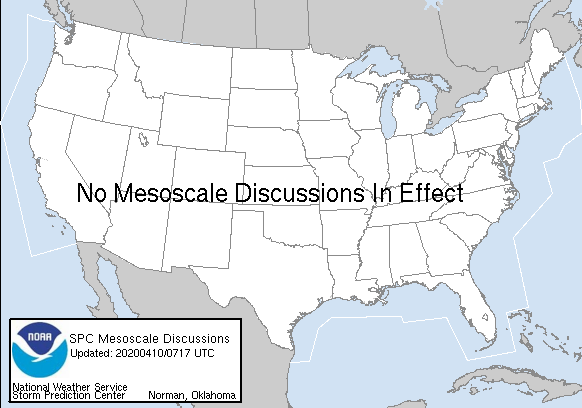 No Mesoscale Discussions In Effect
NOAA
SPC Mesoscale Discussions
Updated: 20200410/0717 UTC
National Weather Service
Storm Prediction Center Norman, Oklahoma